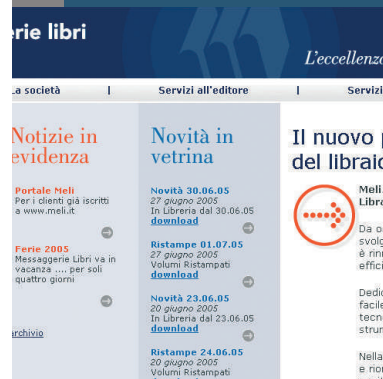 rie libri
L'eccellenza
La società | Servizi all'editore | Servizi
Notizie in
evidenza
Portale Meli
Per i clienti già iscritti
a www.meli.it
Ferie 2005
Messaggerie Libri va in
vacanza .... per soli
quattro giorni
archivio
Novità in
vetrina
Novità 30.06.05
27 giugno 2005
In Libreria dal 30.06.05
download
Ristampe 01.07.05
27 giugno 2005
Volumi Ristampati
download
Novità 23.06.05
20 giugno 2005
In Libreria dal 23.06.05
download
Ristampe 24.06.05
20 giugno 2005
Volumi Ristampati
Il nuovo
del libraio
Meli
Libra
Da o
svolg
è rinn
effici
Dedic
facile
tecn
strum
Nella
e rior